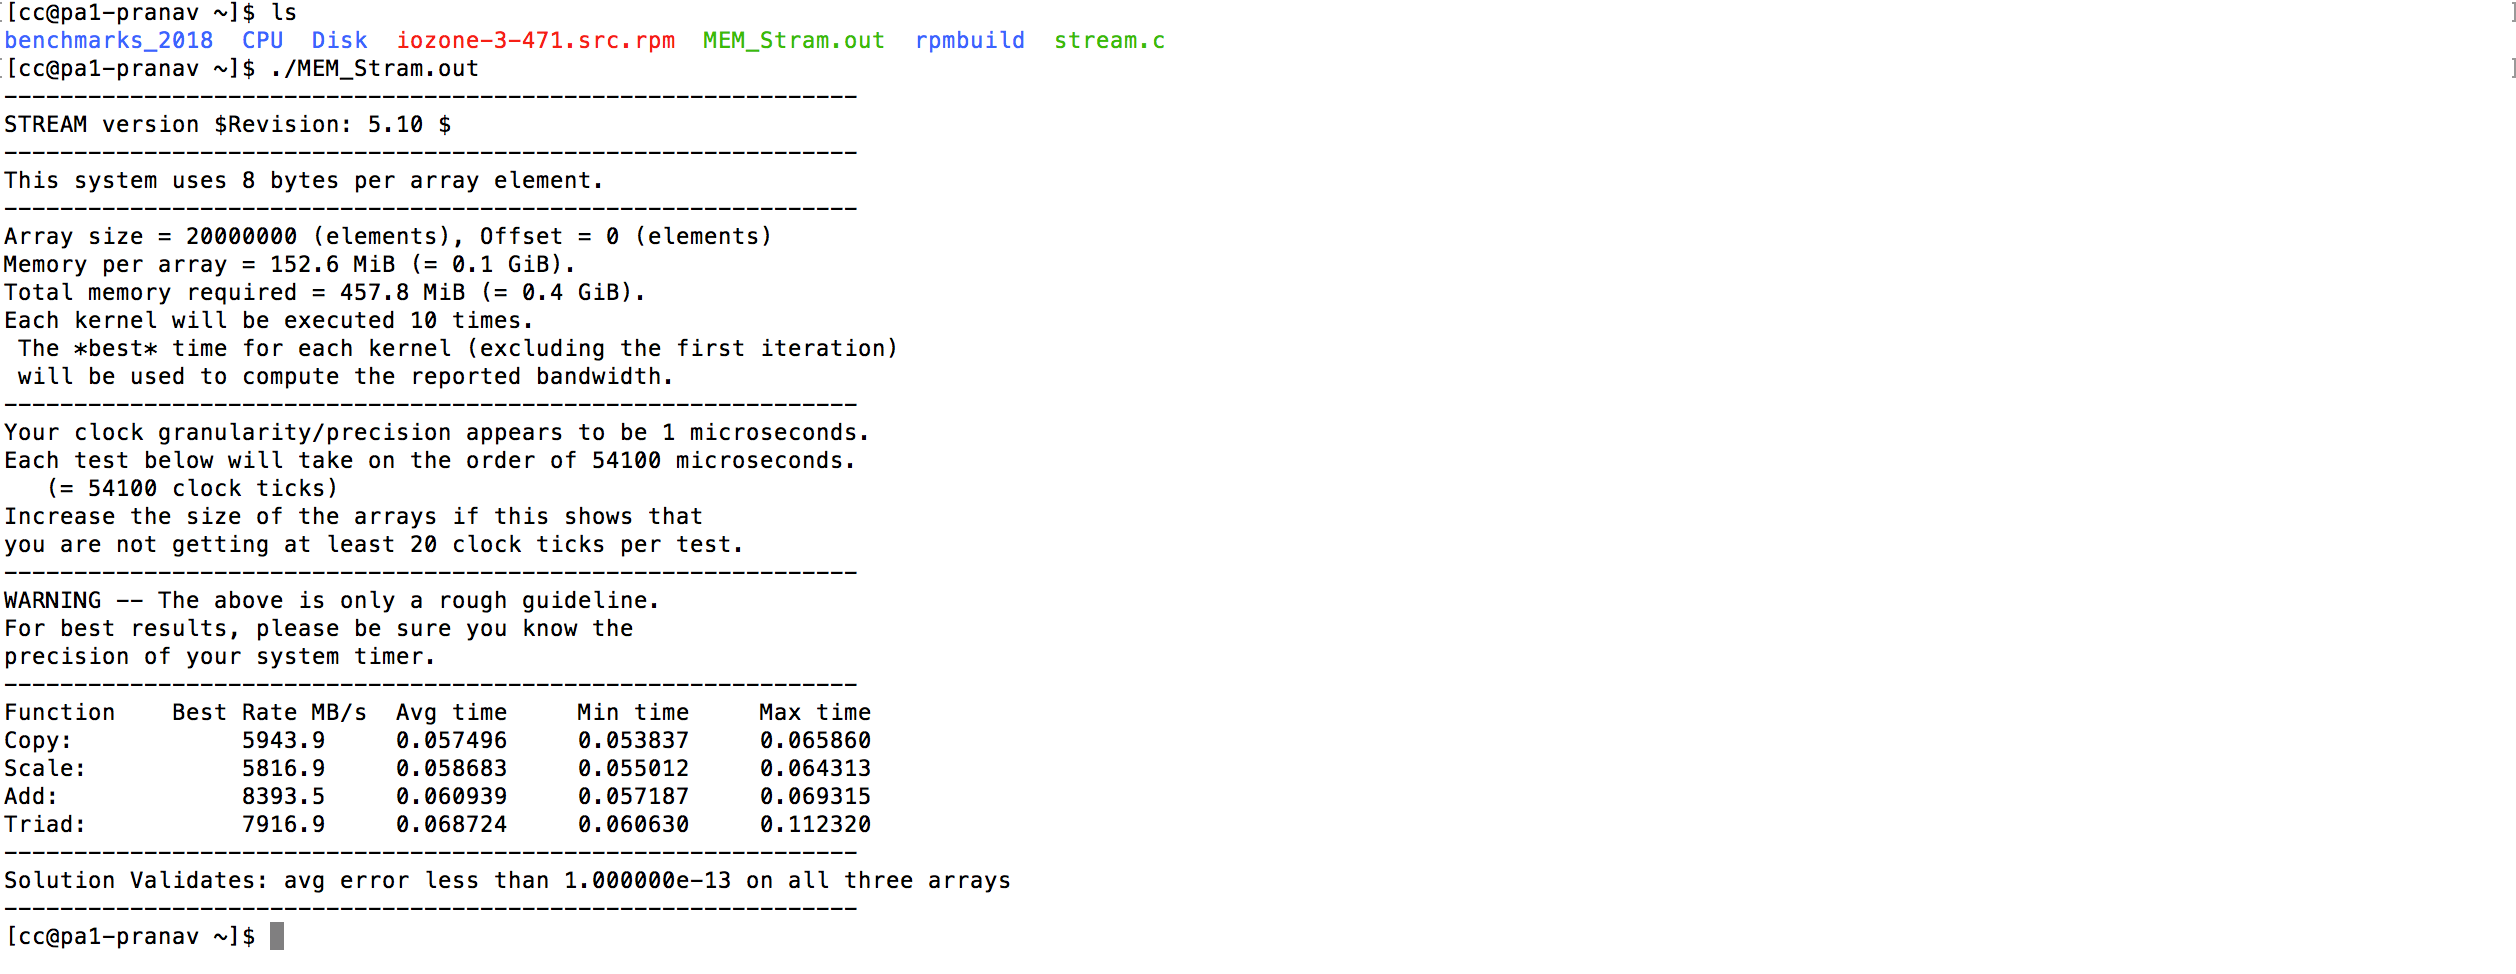 [cc@pa1-pranav ~]$ ls
benchmarks_2018  CPU  Disk  iozone-3-471.src.rpm  MEM_Stram.out  rpmbuild  stream.c
[cc@pa1-pranav ~]$ ./MEM_Stram.out
-------------------------------------------------------------
STREAM version $Revision: 5.10 $
-------------------------------------------------------------
This system uses 8 bytes per array element.
-------------------------------------------------------------
Array size = 20000000 (elements), Offset = 0 (elements)
Memory per array = 152.6 MiB (= 0.1 GiB).
Total memory required = 457.8 MiB (= 0.4 GiB).
Each kernel will be executed 10 times.
 The *best* time for each kernel (excluding the first iteration)
 will be used to compute the reported bandwidth.
-------------------------------------------------------------
Your clock granularity/precision appears to be 1 microseconds.
Each test below will take on the order of 54100 microseconds.
   (= 54100 clock ticks)
Increase the size of the arrays if this shows that
you are not getting at least 20 clock ticks per test.
-------------------------------------------------------------
WARNING -- The above is only a rough guideline.
For best results, please be sure you know the
precision of your system timer.
-------------------------------------------------------------
Function    Best Rate MB/s  Avg time     Min time     Max time
Copy:            5943.9     0.057496     0.053837     0.065860
Scale:           5816.9     0.058683     0.055012     0.064313
Add:             8393.5     0.060939     0.057187     0.069315
Triad:           7916.9     0.068724     0.060630     0.112320
-------------------------------------------------------------
Solution Validates: avg error less than 1.000000e-13 on all three arrays
-------------------------------------------------------------
[cc@pa1-pranav ~]$